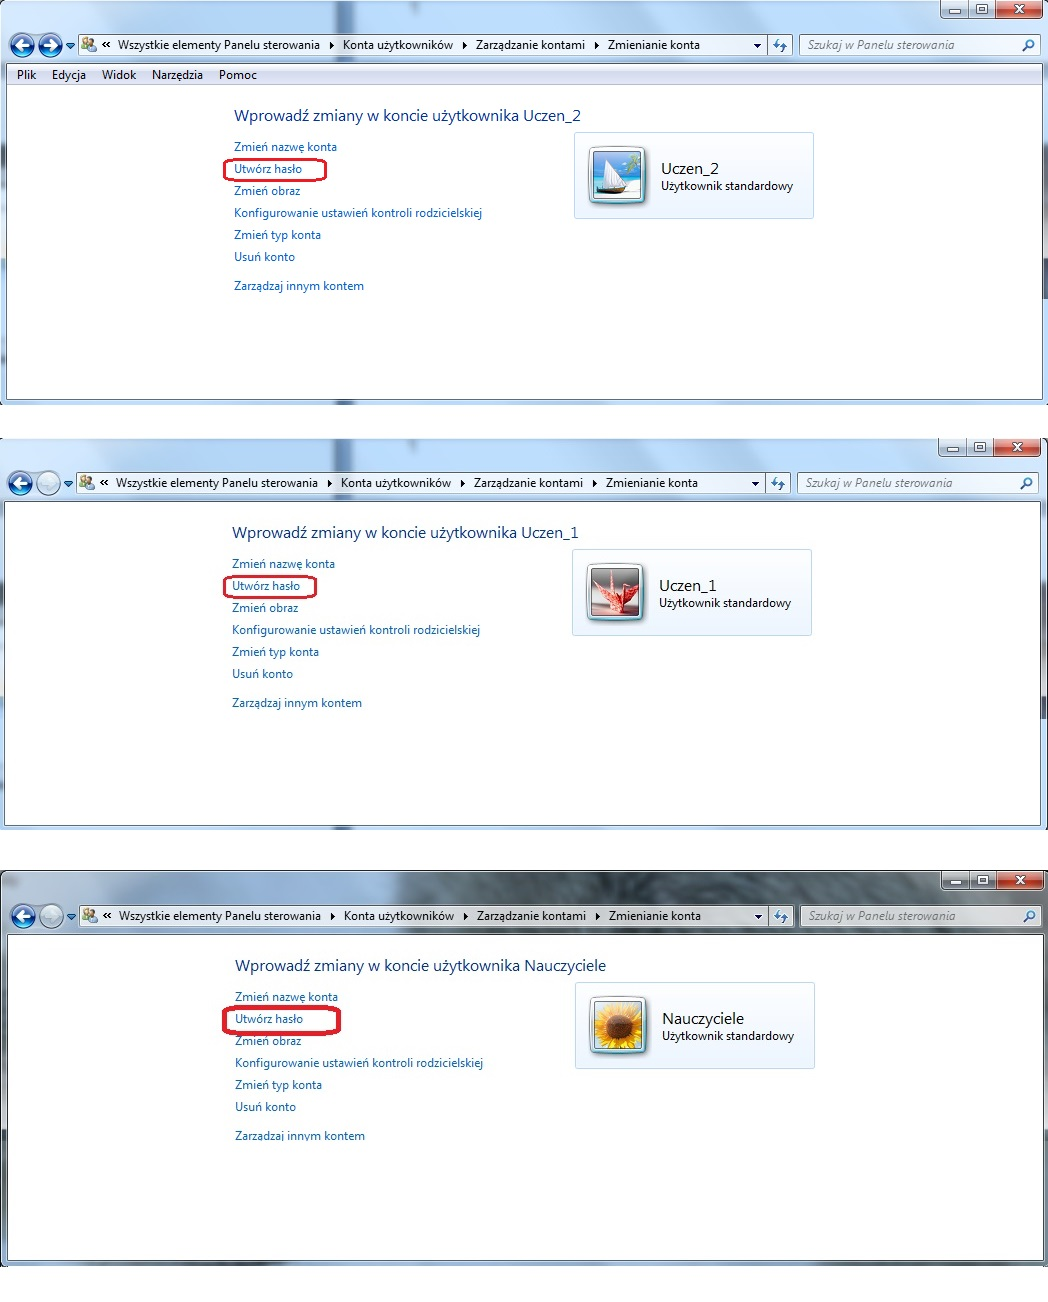 « Wszystkie elementy Panelu sterowania ▸ Konta użytkowników ▸ Zarządzanie kontami ▸ Zmienianie konta
Szukaj w Panelu sterowania
Plik Edycja Widok Narzędzia Pomoc
Wprowadź zmiany w koncie użytkownika Uczen_2
Zmień nazwę konta
Utwórz hasło
Zmień obraz
Konfigurowanie ustawień kontroli rodzicielskiej
Zmień typ konta
Usuń konto
Zarządzaj innym kontem
Uczen_2
Użytkownik standardowy
« Wszystkie elementy Panelu sterowania ▸ Konta użytkowników ▸ Zarządzanie kontami ▸ Zmienianie konta
Szukaj w Panelu sterowania
Wprowadź zmiany w koncie użytkownika Uczen_1
Zmień nazwę konta
Utwórz hasło
Zmień obraz
Konfigurowanie ustawień kontroli rodzicielskiej
Zmień typ konta
Usuń konto
Zarządzaj innym kontem
Uczen_1
Użytkownik standardowy
« Wszystkie elementy Panelu sterowania ▸ Konta użytkowników ▸ Zarządzanie kontami ▸ Zmienianie konta
Szukaj w Panelu sterowania
Wprowadź zmiany w koncie użytkownika Nauczyciele
Zmień nazwę konta
Utwórz hasło
Zmień obraz
Konfigurowanie ustawień kontroli rodzicielskiej
Zmień typ konta
Usuń konto
Zarządzaj innym kontem
Nauczyciele
Użytkownik standardowy